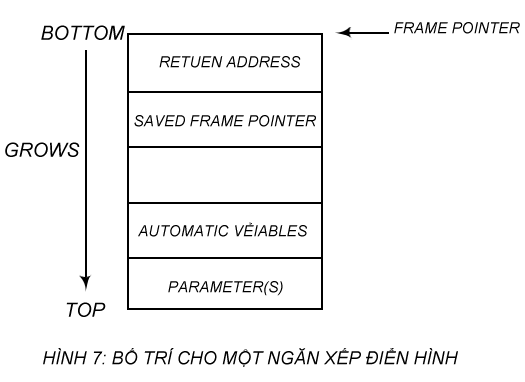 BOTTOM
FRAME POINTER
RETUEN ADDRESS
SAVED FRAME POINTER
GROWS
AUTOMATIC VẺIABLES
PARAMETER(S)
TOP
HÌNH 7: BỐ TRÍ CHO MỘT NGĂN XẾP ĐIỂN HÌNH